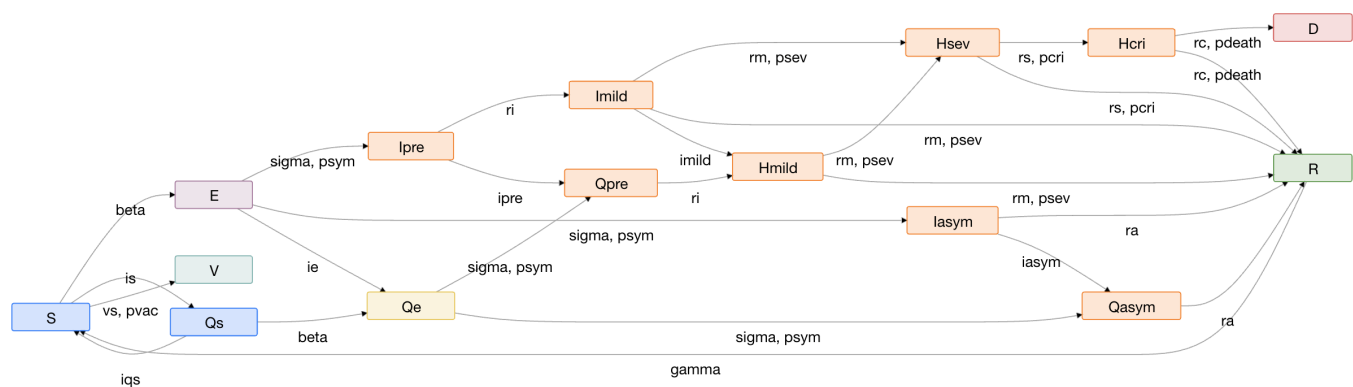 D
Hsev
Hcri
rc, pdeath
rm, psev
rs, pcri
rc, pdeath
Imild
ri
rs, pcri
Ipre
sigma, psym
rm, psev
imild
rm, psev
Hmild
R
Qpre
E
ipre
ri
rm, psev
beta
Iasym
ra
sigma, psym
ie
sigma, psym
iasym
V
is
vs, pvac
S
Qs
Qe
Qasym
beta
sigma, psym
ra
gamma
iqs